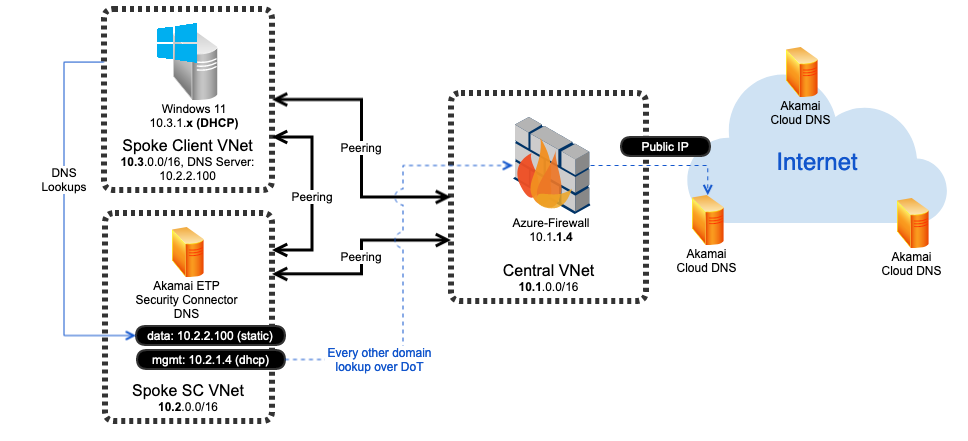 Windows 11
10.3.1.x (DHCP)
Spoke Client VNet
10.3.0.0/16, DNS Server:
10.2.2.100
DNS
Lookups
Peering
Peering
Peering
Akamai ETP
Security Connector
DNS
data: 10.2.2.100 (static)
mgmt: 10.2.1.4 (dhcp)
Spoke SC VNet
10.2.0.0/16
Every other domain
lookup over DoT
Azure-Firewall
10.1.1.4
Central VNet
10.1.0.0/16
Public IP
Akamai
Cloud DNS
Internet
Akamai
Cloud DNS
Akamai
Cloud DNS